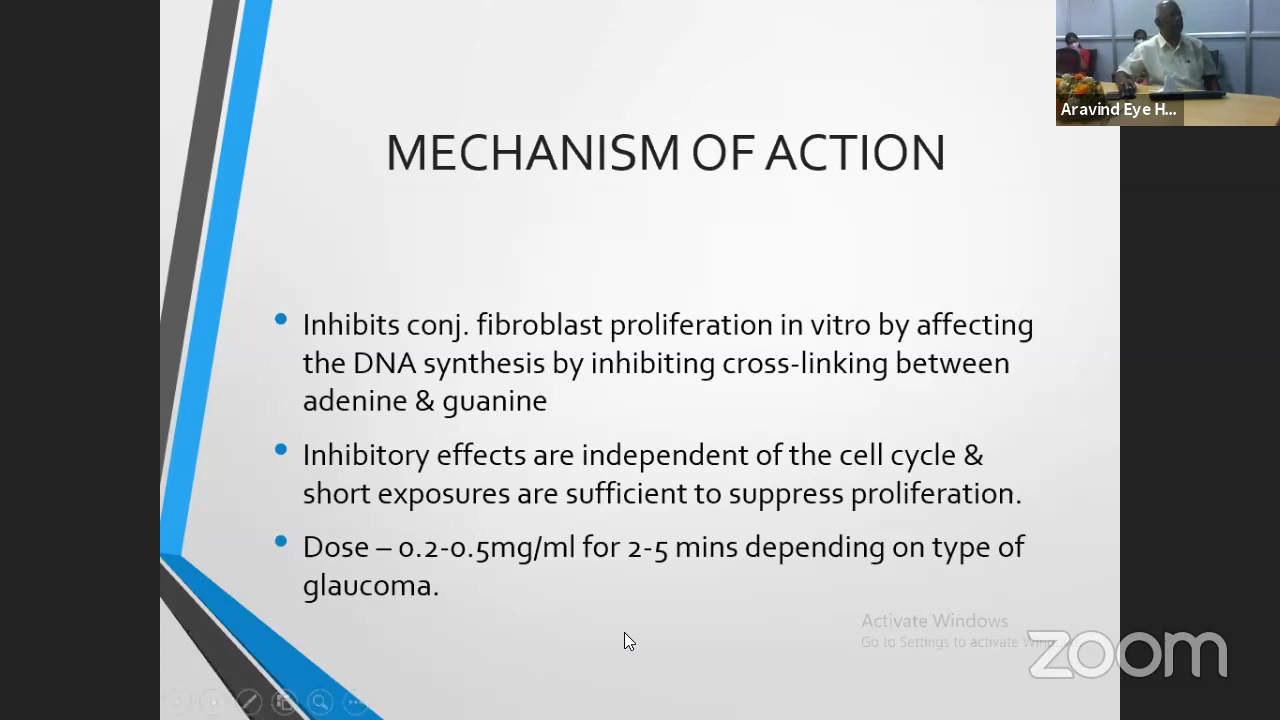 Aravind Eye H...
MECHANISM OF ACTION
Inhibits conj. fibroblast proliferation in vitro by affecting
the DNA synthesis by inhibiting cross-linking between
adenine & guanine
Inhibitory effects are independent of the cell cycle &
short exposures are sufficient to suppress proliferation.
Dose – 0.2-0.5mg/ml for 2-5 mins depending on type of
glaucoma.
Activate Windows
Go to Settings to activate
zoom